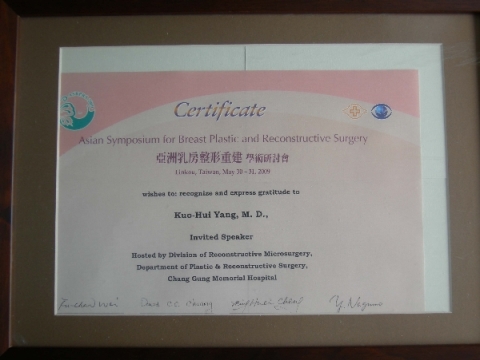 Certificate
Asian Symposium for Breast Plastic and Reconstructive Surgery
亞洲乳房整形重建 學術研討會
Linkou, Taiwan, May 30 - 31, 2009
wishes to: recognize and express gratitude to
Kuo-Hui Yang, M. D.,
Invited Speaker
Hosted by Division of Reconstructive Microsurgery,
Department of Plastic & Reconstructive Surgery,
Chang Gung Memorial Hospital